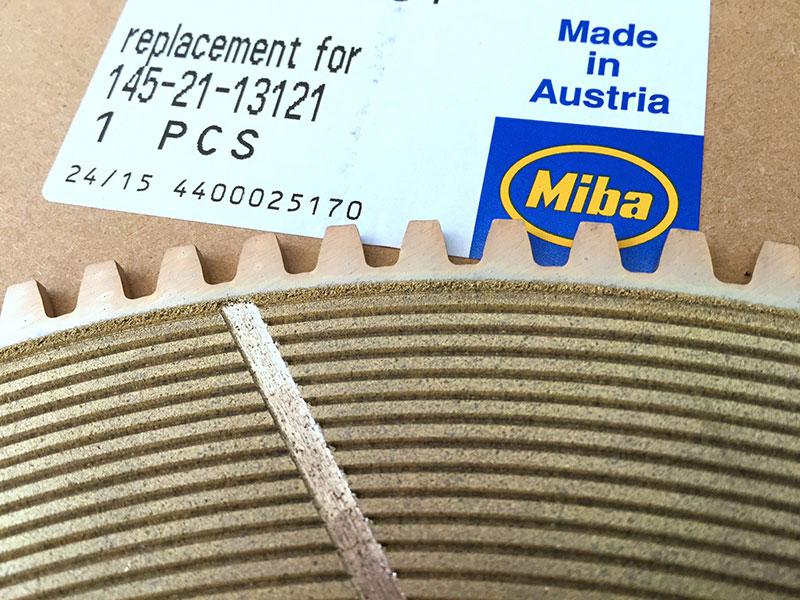 replacement for
145-21-13121
1 PCS
24/15 4400025170
Made
in
Austria
Miba